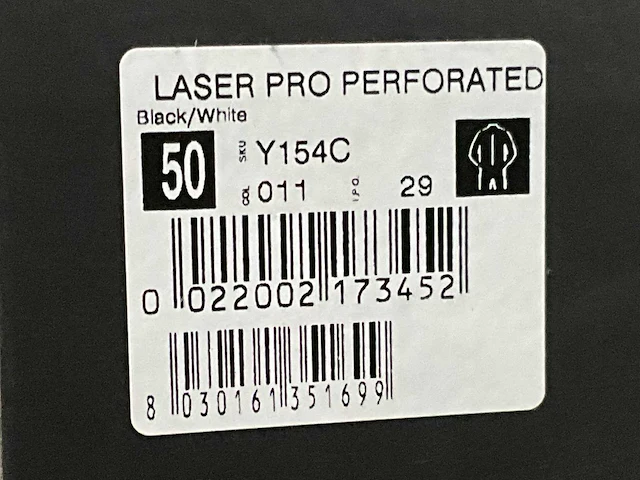 LASER PRO PERFORATED
Black/White
50
SKU Y154C
COL 011 I.P.O. 29
0 022002 173452
8 030161 351699